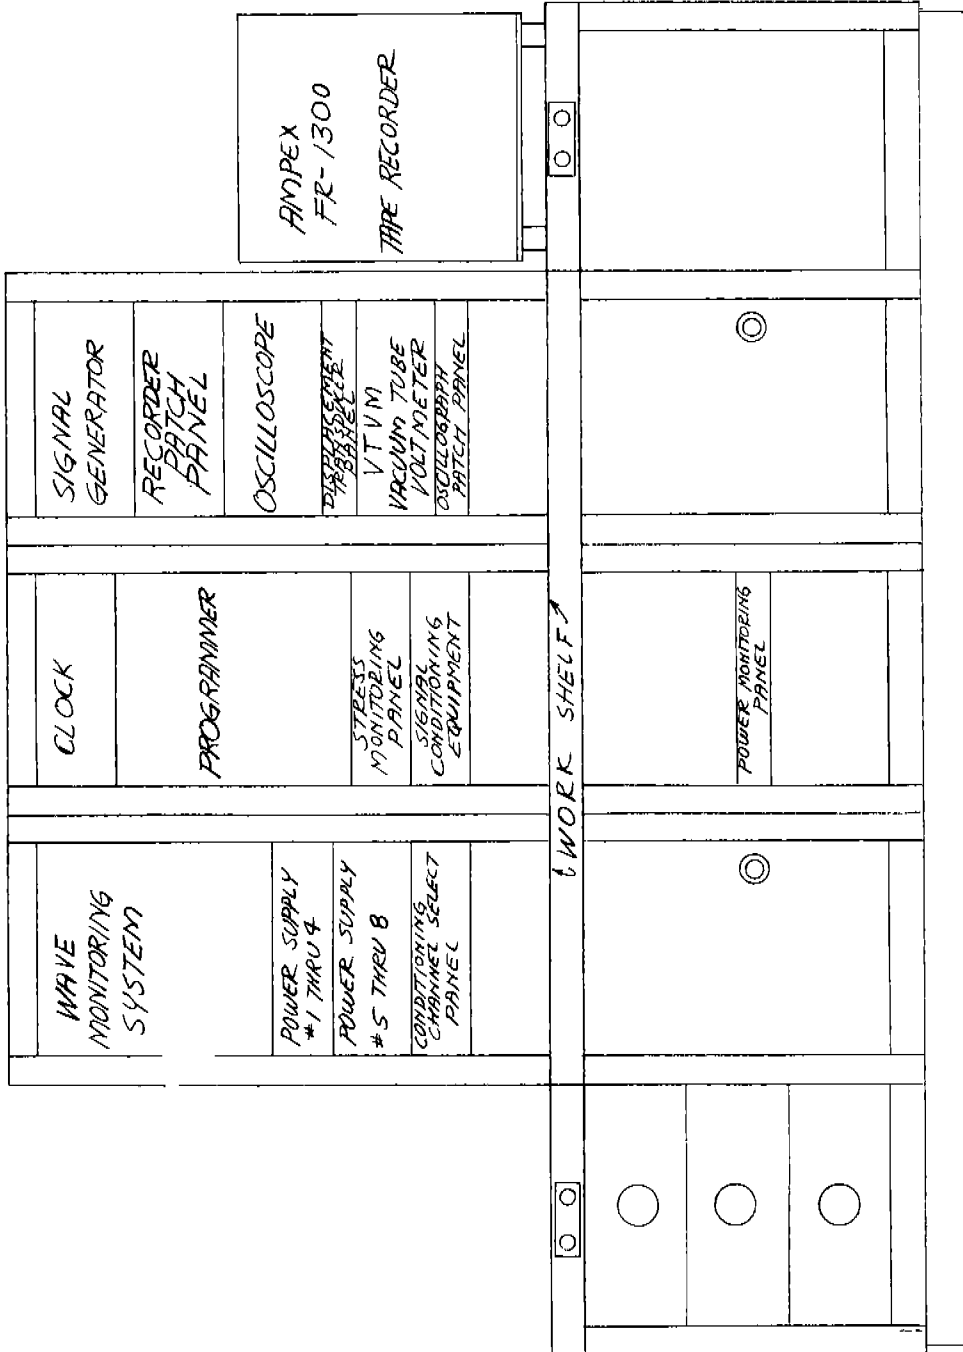 WAVE
MONITORING
SYSTEM
POWER SUPPLY
#1 THRU 4
POWER SUPPLY
#5 THRU 8
CONDITIONING
CHANNEL SELECT
PANEL
CLOCK
PROGRAMMER
STRESS
MONITORING
PANEL
SIGNAL
CONDITIONING
EQUIPMENT
SIGNAL
GENERATOR
RECORDER
PATCH
PANEL
OSCILLOSCOPE
DISPLACEMENT
TRANSDUCER
PANEL
VTVM
VACUUM TUBE
VOLTMETER
OSCILLOGRAPH
PATCH PANEL
AMPEX
FR-1300
TAPE RECORDER
WORK SHELF
POWER MONITORING
PANEL